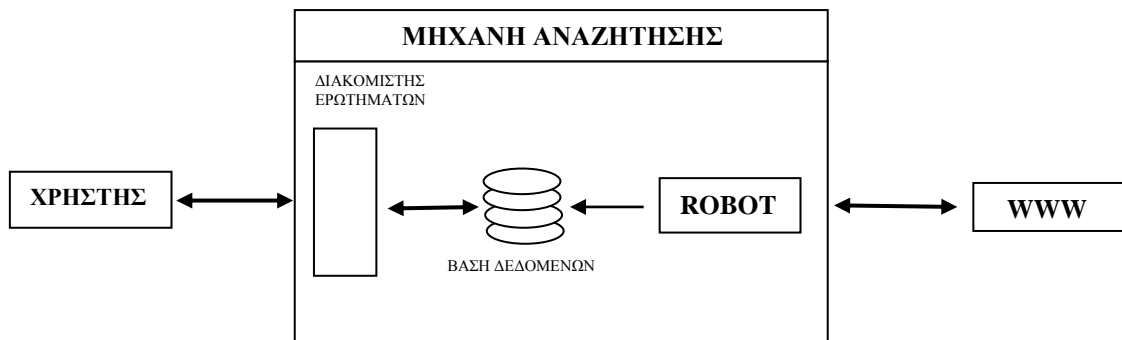 ΜΗΧΑΝΗ ΑΝΑΖΗΤΗΣΗΣ
ΔΙΑΚΟΜΙΣΤΗΣ
ΕΡΩΤΗΜΑΤΩΝ
ΧΡΗΣΤΗΣ
ROBOT
WWW
ΒΑΣΗ ΔΕΔΟΜΕΝΩΝ